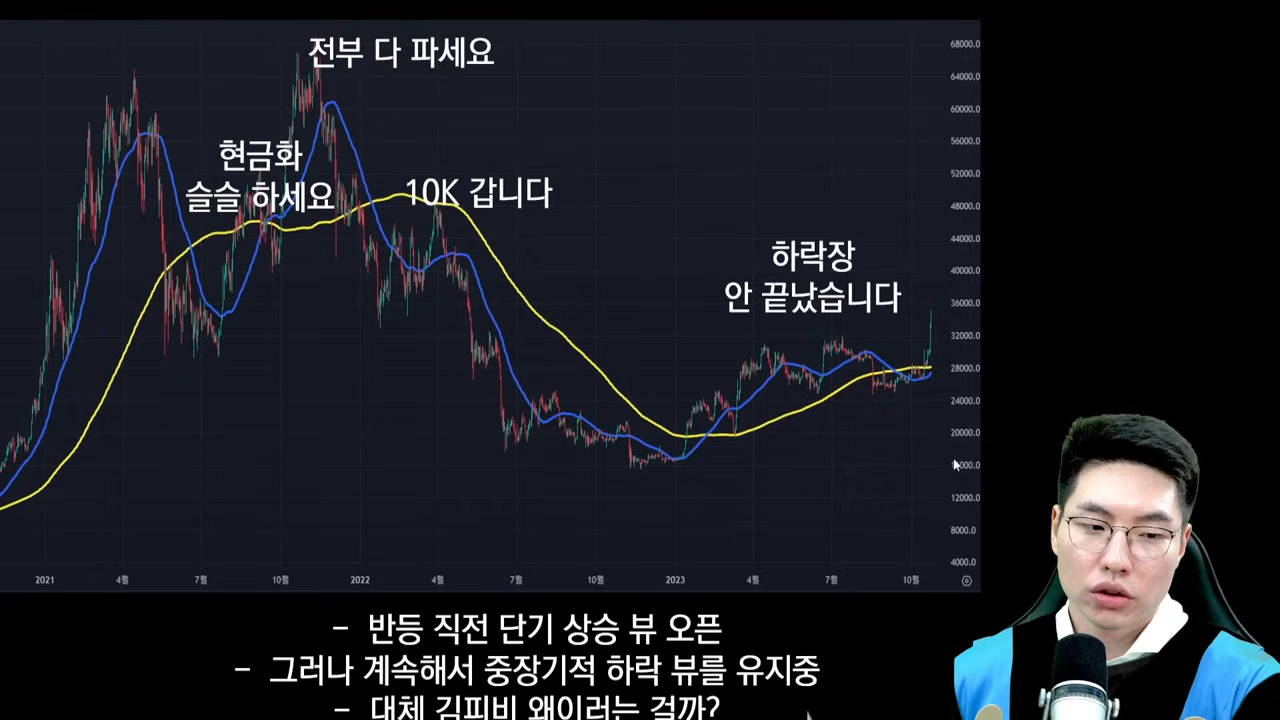 전부 다 파세요
현금화
슬슬 하세요
10K 갑니다
하락장
안 끝났습니다
68000.0
64000.0
60000.0
56000.0
52000.0
48000.0
44000.0
40000.0
36000.0
32000.0
28000.0
24000.0
20000.0
12000.0
8000.0
4000.0
2021 4월 7월 10월 2022 4월 7월 10월 2023 4월 7월 10월
- 반등 직전 단기 상승 뷰 오픈
- 그러나 계속해서 중장기적 하락 뷰를 유지중
- 대체 김피비 왜이러는 걸까?